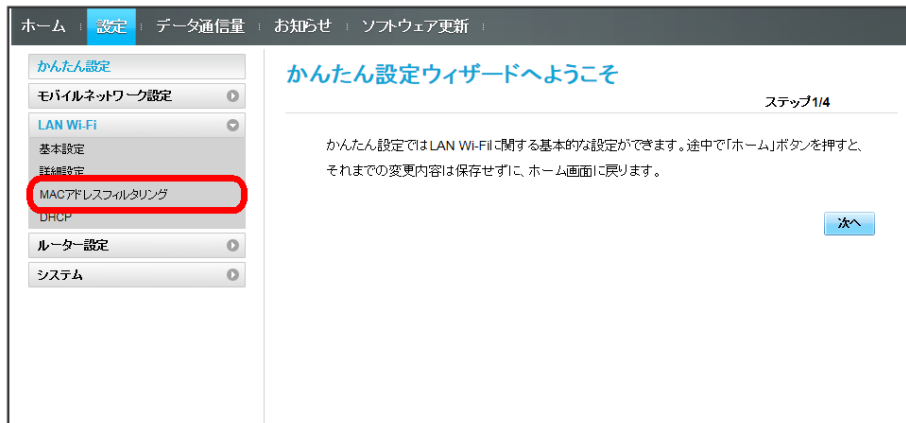 ホーム 設定 データ通信量 お知らせ ソフトウェア更新
かんたん設定
モバイルネットワーク設定
LAN Wi-Fi
基本設定
詳細設定
MACアドレスフィルタリング
DHCP
ルーター設定
システム
かんたん設定ウィザードへようこそ
ステップ1/4
かんたん設定ではLAN Wi-Fiに関する基本的な設定ができます。途中で「ホーム」ボタンを押すと、
それまでの変更内容は保存せずに、ホーム画面に戻ります。
次へ